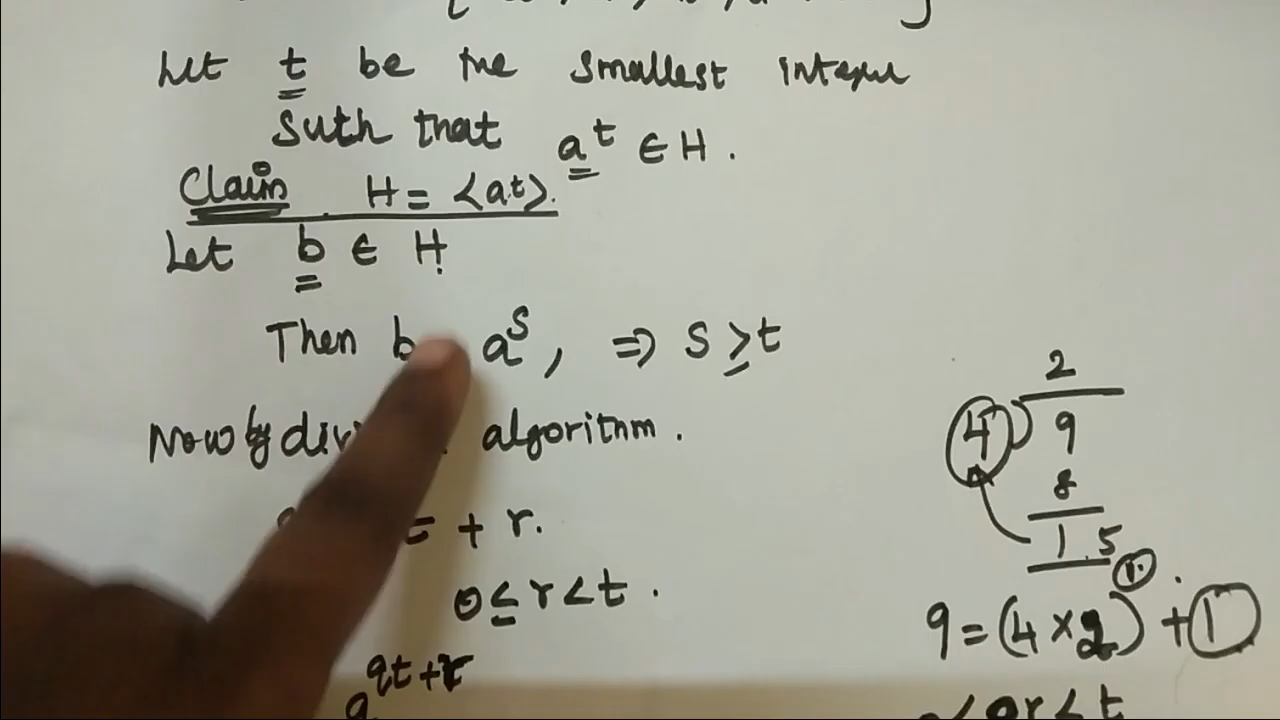 Let t be the smallest integer
Such that a^t ∈ H.
Claim H = <a^t>.
Let b ∈ H.
Then b a^s, ⇒ s ≥ t
Now by algorithm.
+ r.
0 ≤ r < t.
a^qt+r
2
4) 9
8
1.5
9 = (4 × 2) + 1